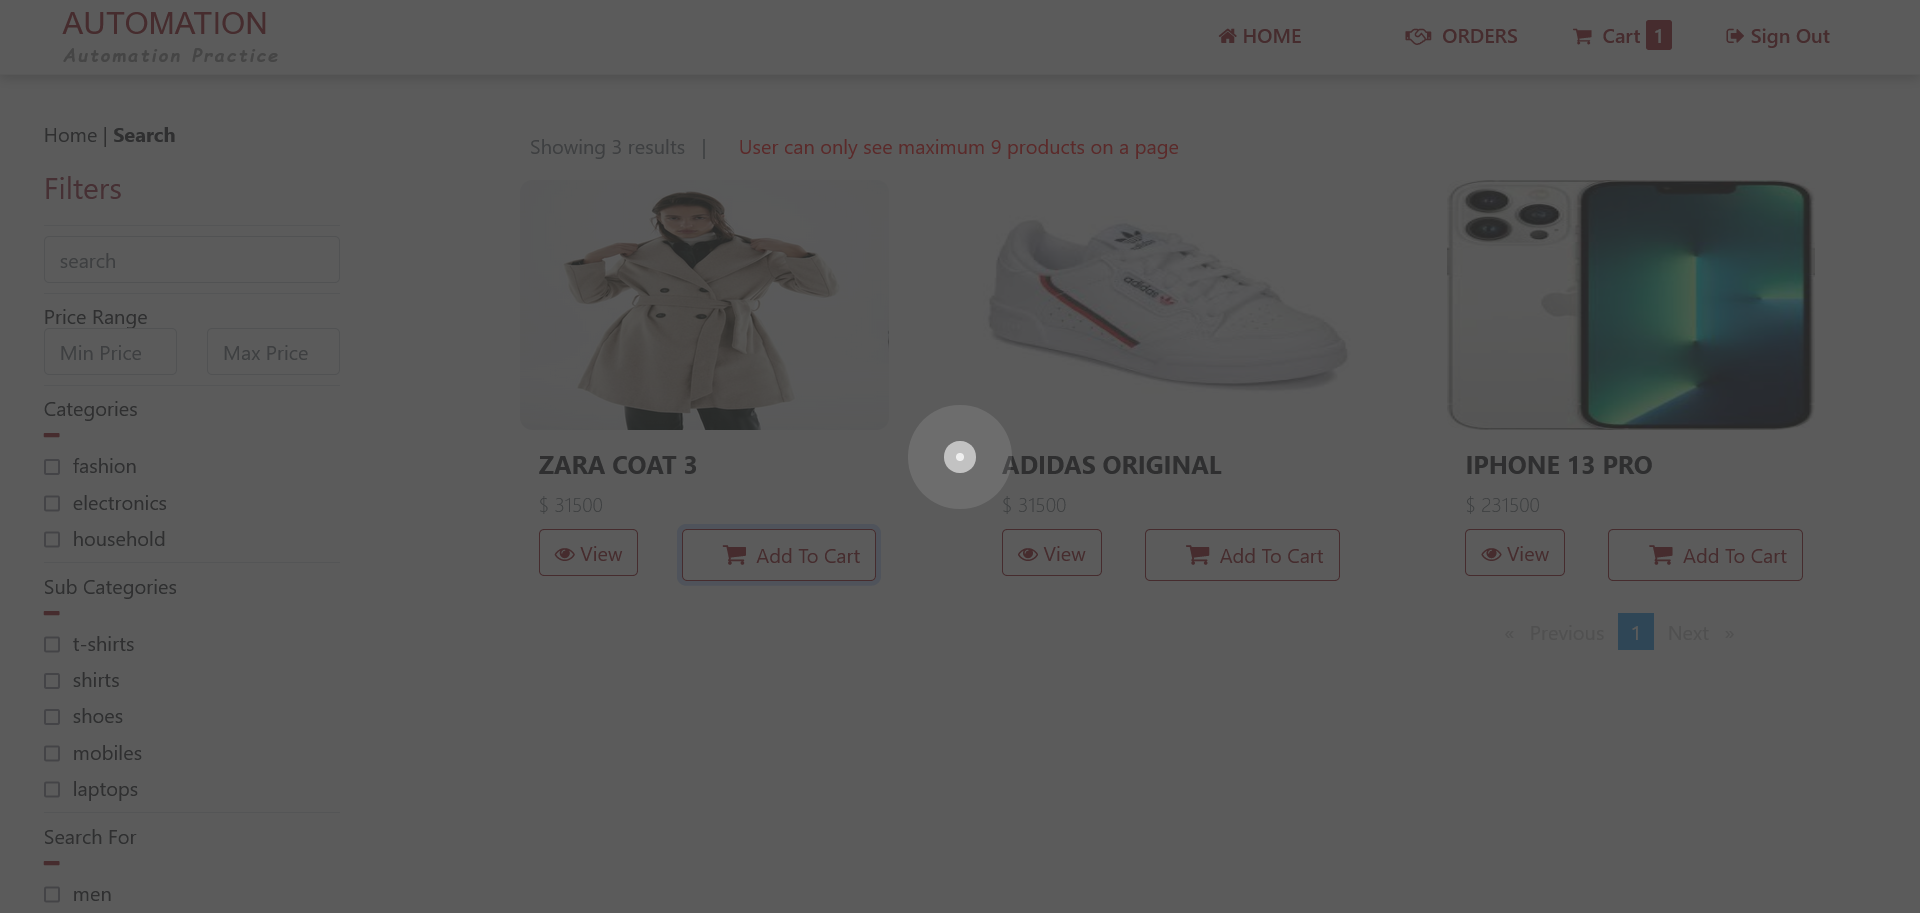 AUTOMATION
Automation Practice
HOME
ORDERS
Cart 1
Sign Out
Home | Search
Showing 3 results |
User can only see maximum 9 products on a page
Filters
search
Price Range
Min Price
Max Price
Categories
fashion
electronics
household
Sub Categories
t-shirts
shirts
shoes
mobiles
laptops
Search For
men
ZARA COAT 3
$ 31500
View
Add To Cart
adidas
ADIDAS ORIGINAL
$ 31500
View
Add To Cart
IPHONE 13 PRO
$ 231500
View
Add To Cart
« Previous 1 Next »